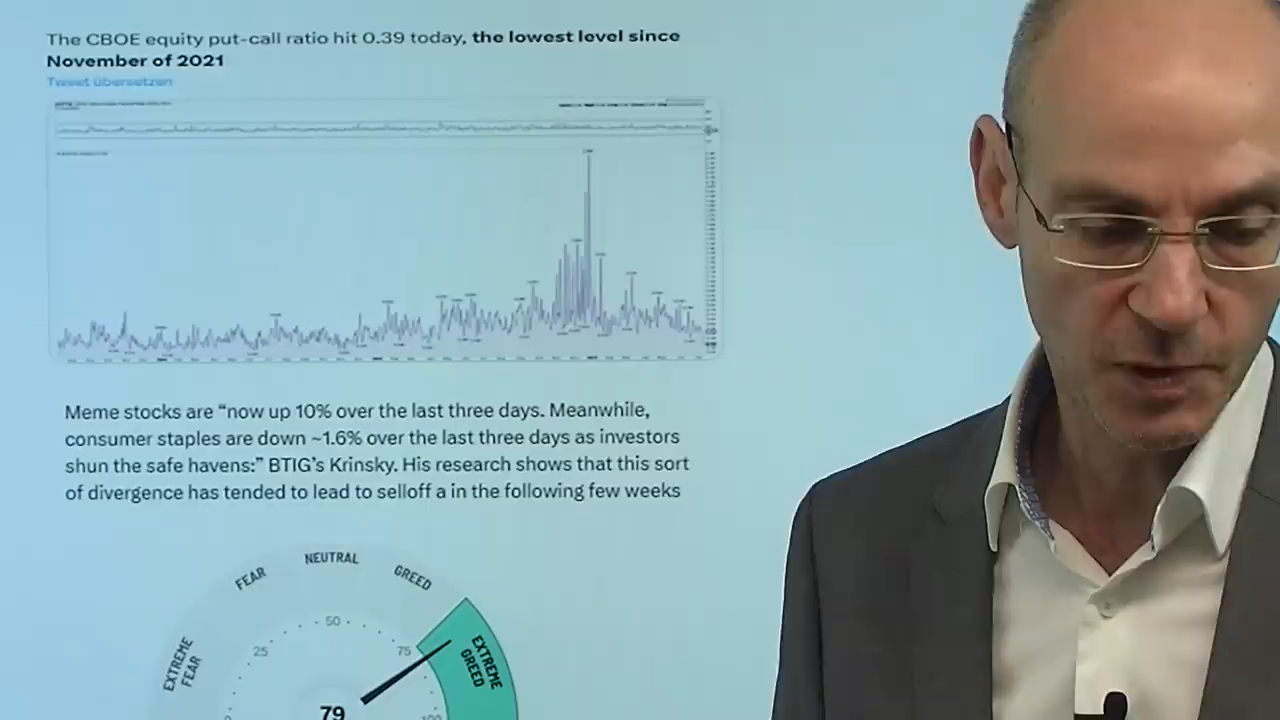 The CBOE equity put-call ratio hit 0.39 today, the lowest level since
November of 2021
Tweet übersetzen
Meme stocks are “now up 10% over the last three days. Meanwhile,
consumer staples are down ~1.6% over the last three days as investors
shun the safe havens:” BTIG’s Krinsky. His research shows that this sort
of divergence has tended to lead to selloff a in the following few weeks
EXTREME
FEAR
FEAR
NEUTRAL
GREED
EXTREME
GREED
25
50
75
100
79